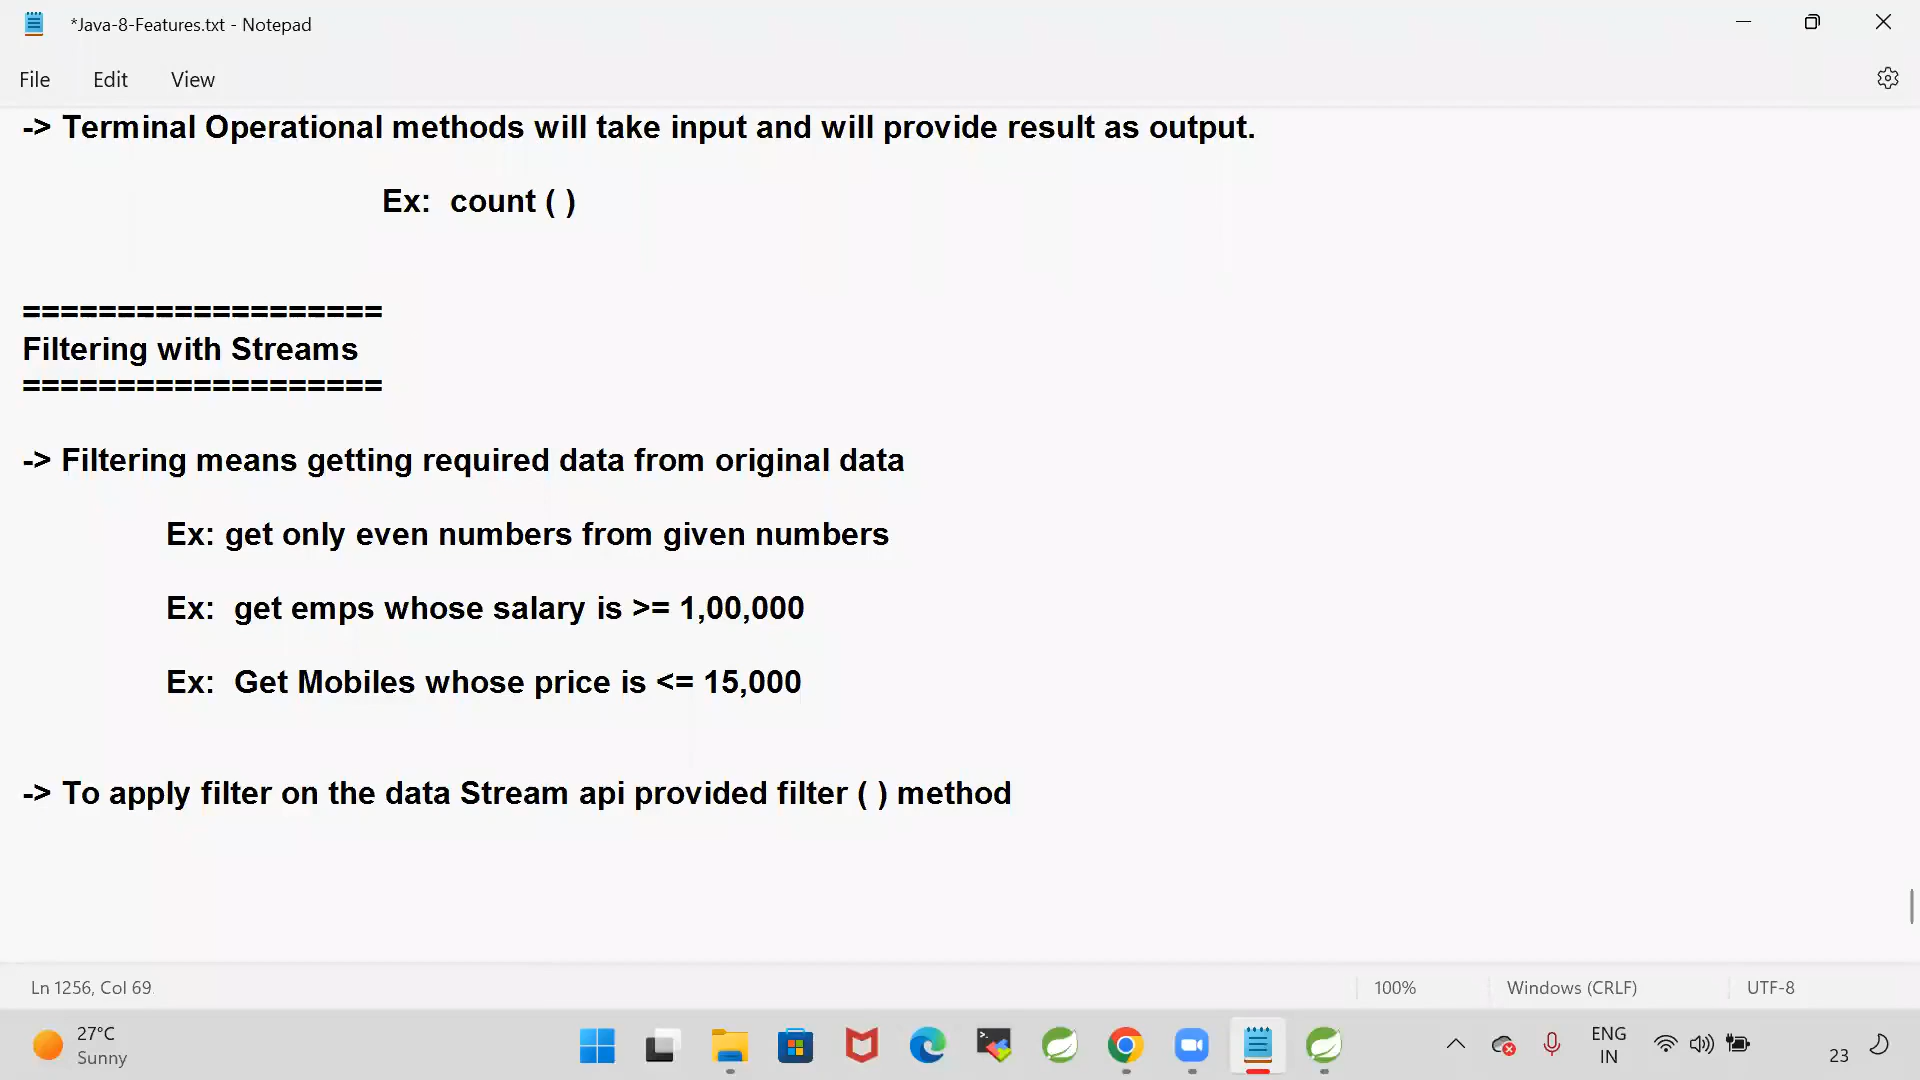 *Java-8-Features.txt - Notepad
File Edit View
-> Terminal Operational methods will take input and will provide result as output.
Ex:  count ( )
===================
Filtering with Streams
===================
-> Filtering means getting required data from original data
Ex: get only even numbers from given numbers
Ex:  get emps whose salary is >= 1,00,000
Ex:  Get Mobiles whose price is <= 15,000
-> To apply filter on the data Stream api provided filter ( ) method
Ln 1256, Col 69 100% Windows (CRLF) UTF-8
27°C
Sunny
ENG
IN
23